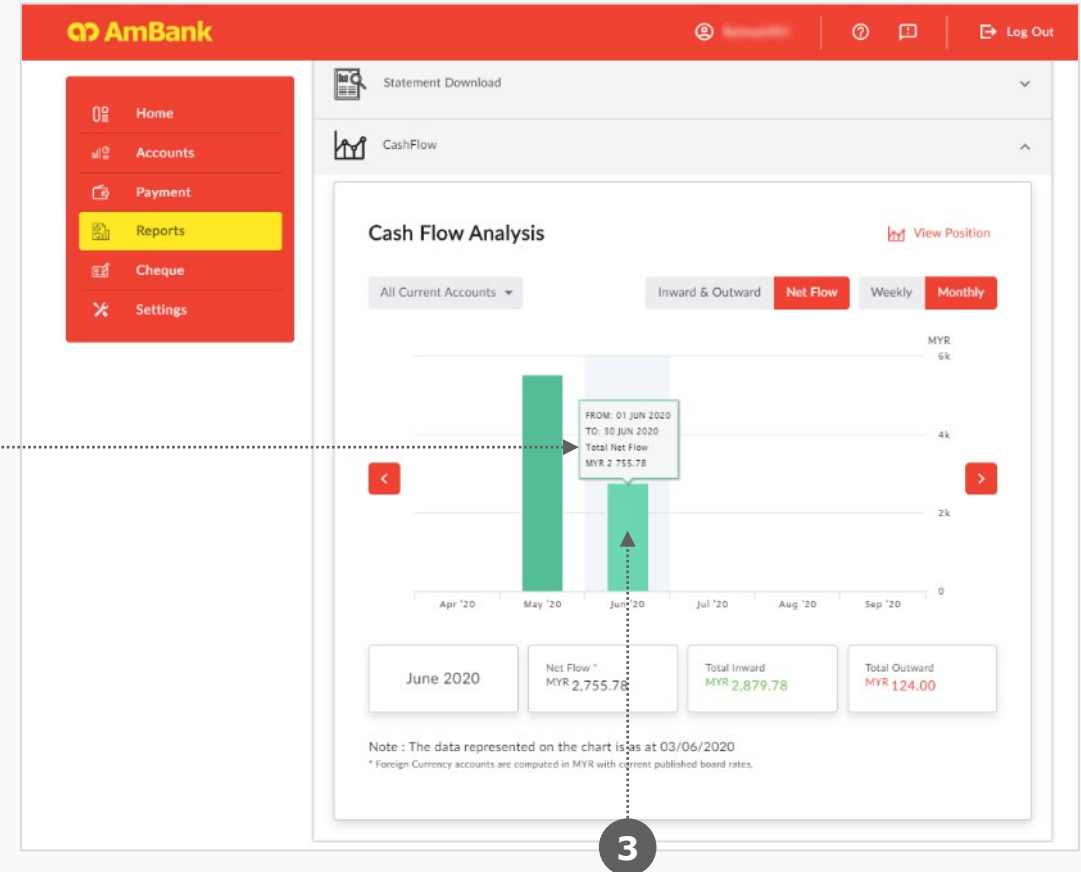 AmBank
Log Out
Home
Accounts
Payment
Reports
Cheque
Settings
Statement Download
CashFlow
Cash Flow Analysis
View Position
All Current Accounts
Inward & Outward Net Flow Weekly Monthly
MYR
6k
4k
2k
0
FROM: 01 JUN 2020
TO: 30 JUN 2020
Total Net Flow
MYR 2 755.78
Apr '20 May '20 Jun '20 Jul '20 Aug '20 Sep '20
June 2020
Net Flow *
MYR 2,755.78
Total Inward
MYR 2,879.78
Total Outward
MYR 124.00
Note : The data represented on the chart is as at 03/06/2020
* Foreign Currency accounts are computed in MYR with current published board rates.
3